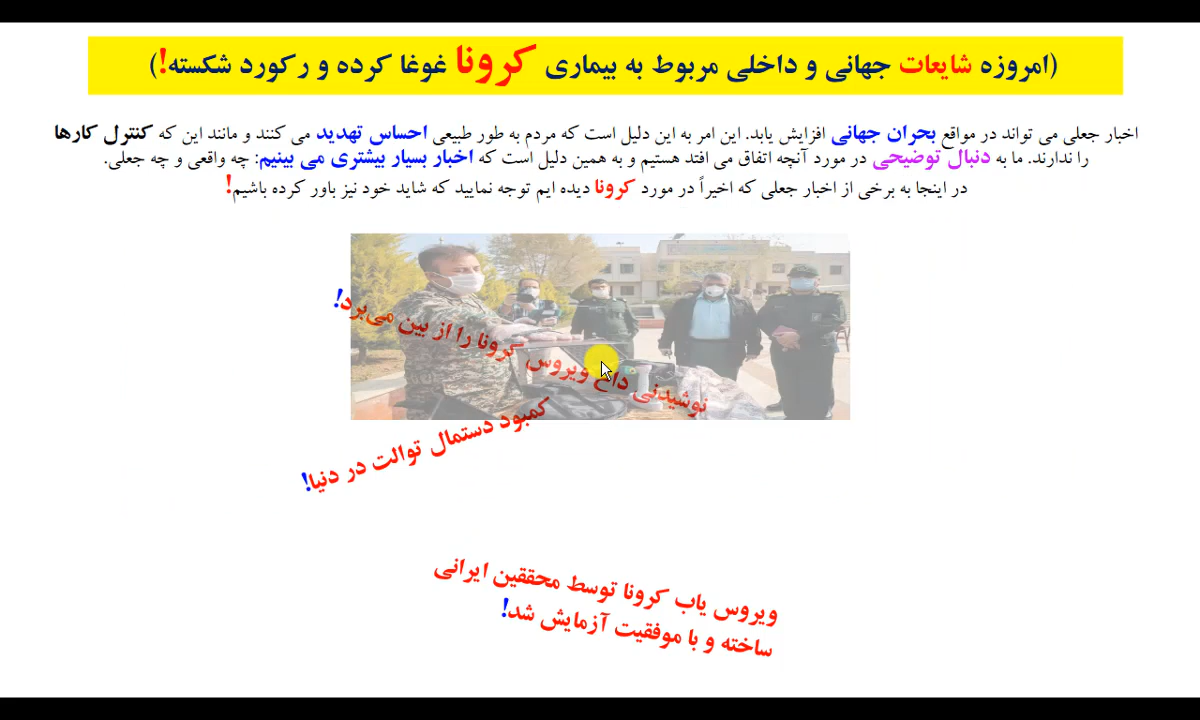 (امروزه شایعات جهانی و داخلی مربوط به بیماری کرونا غوغا کرده و رکورد شکسته!)
اخبار جعلی می تواند در مواقع بحران جهانی افزایش یابد. این امر به این دلیل است که مردم به طور طبیعی احساس تهدید می کنند و مانند این که کنترل کارها
را ندارند. ما به دنبال توضیحی در مورد آنچه اتفاق می افتد هستیم و به همین دلیل است که اخبار بسیار بیشتری می بینیم: چه واقعی و چه جعلی.
در اینجا به برخی از اخبار جعلی که اخیراً در مورد کرونا دیده ایم توجه نمایید که شاید خود نیز باور کرده باشیم!
نوشیدنی داغ ویروس کرونا را از بین می‌برد!
کمبود دستمال توالت در دنیا!
ویروس یاب کرونا توسط محققین ایرانی
ساخته و با موفقیت آزمایش شد!